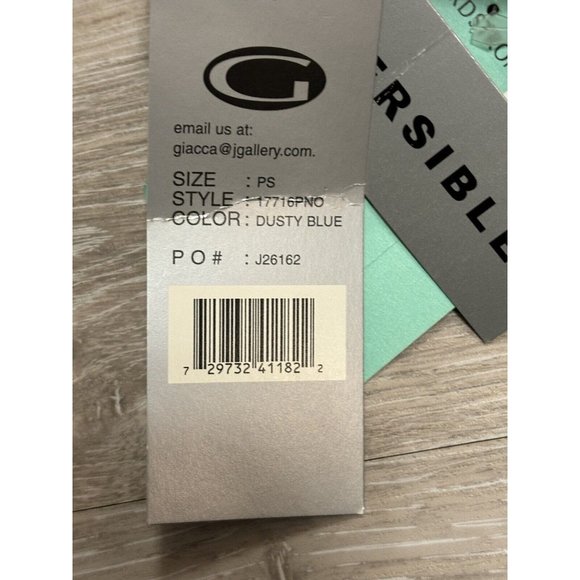 G
email us at:
giacca@jgallery.com.
SIZE : PS
STYLE : 17716PNO
COLOR : DUSTY BLUE
P O # : J26162
7 29732 41182 2
ERSIBLE